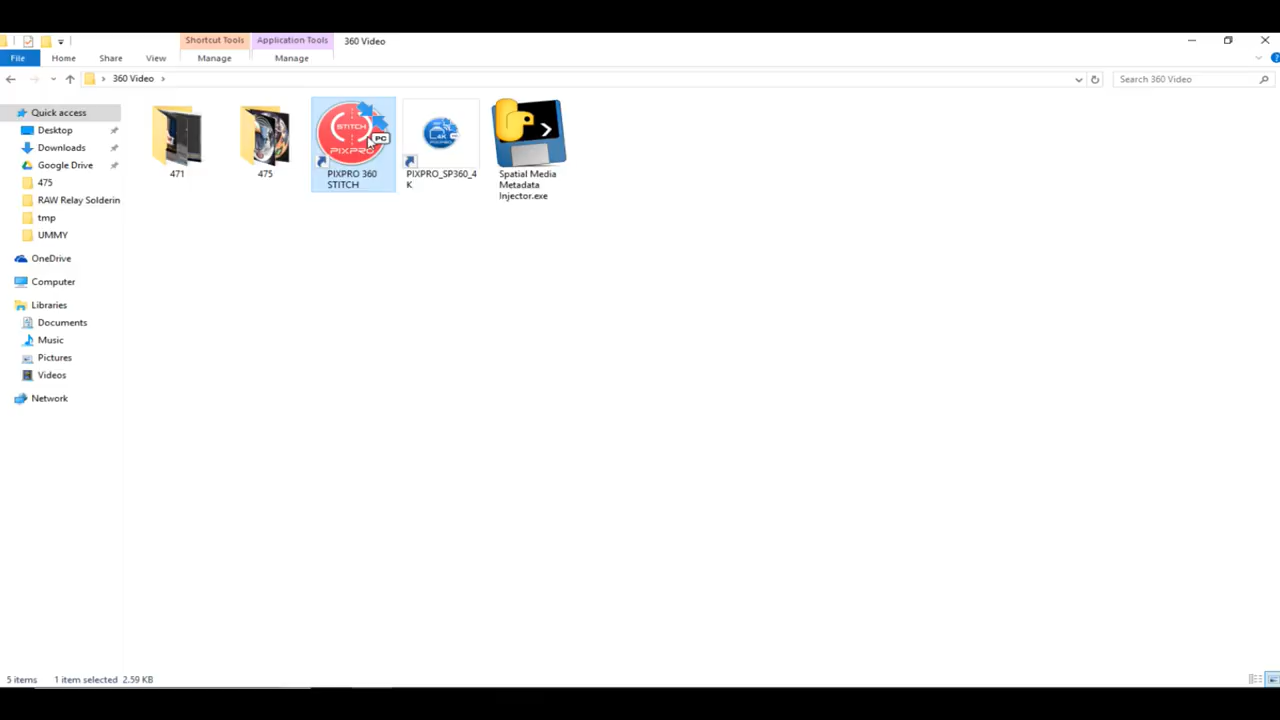 Shortcut Tools
Application Tools
360 Video
File
Home
Share
View
Manage
Manage
360 Video
Search 360 Video
Quick access
Desktop
Downloads
Google Drive
475
RAW Relay Solderin
tmp
UMMY
OneDrive
Computer
Libraries
Documents
Music
Pictures
Videos
Network
471
475
STITCH
PC
PIXPRO
PIXPRO 360
STITCH
4K
PIXPRO_SP360_4
K
Spatial Media
Metadata
Injector.exe
5 items
1 item selected 2.59 KB